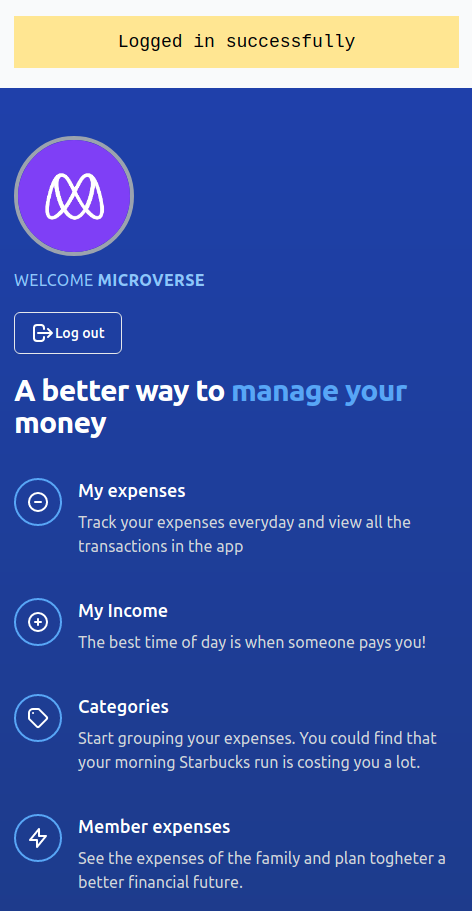 Logged in successfully
WELCOME MICROVERSE
Log out
A better way to manage your
money
My expenses
Track your expenses everyday and view all the
transactions in the app
My Income
The best time of day is when someone pays you!
Categories
Start grouping your expenses. You could find that
your morning Starbucks run is costing you a lot.
Member expenses
See the expenses of the family and plan togheter a
better financial future.